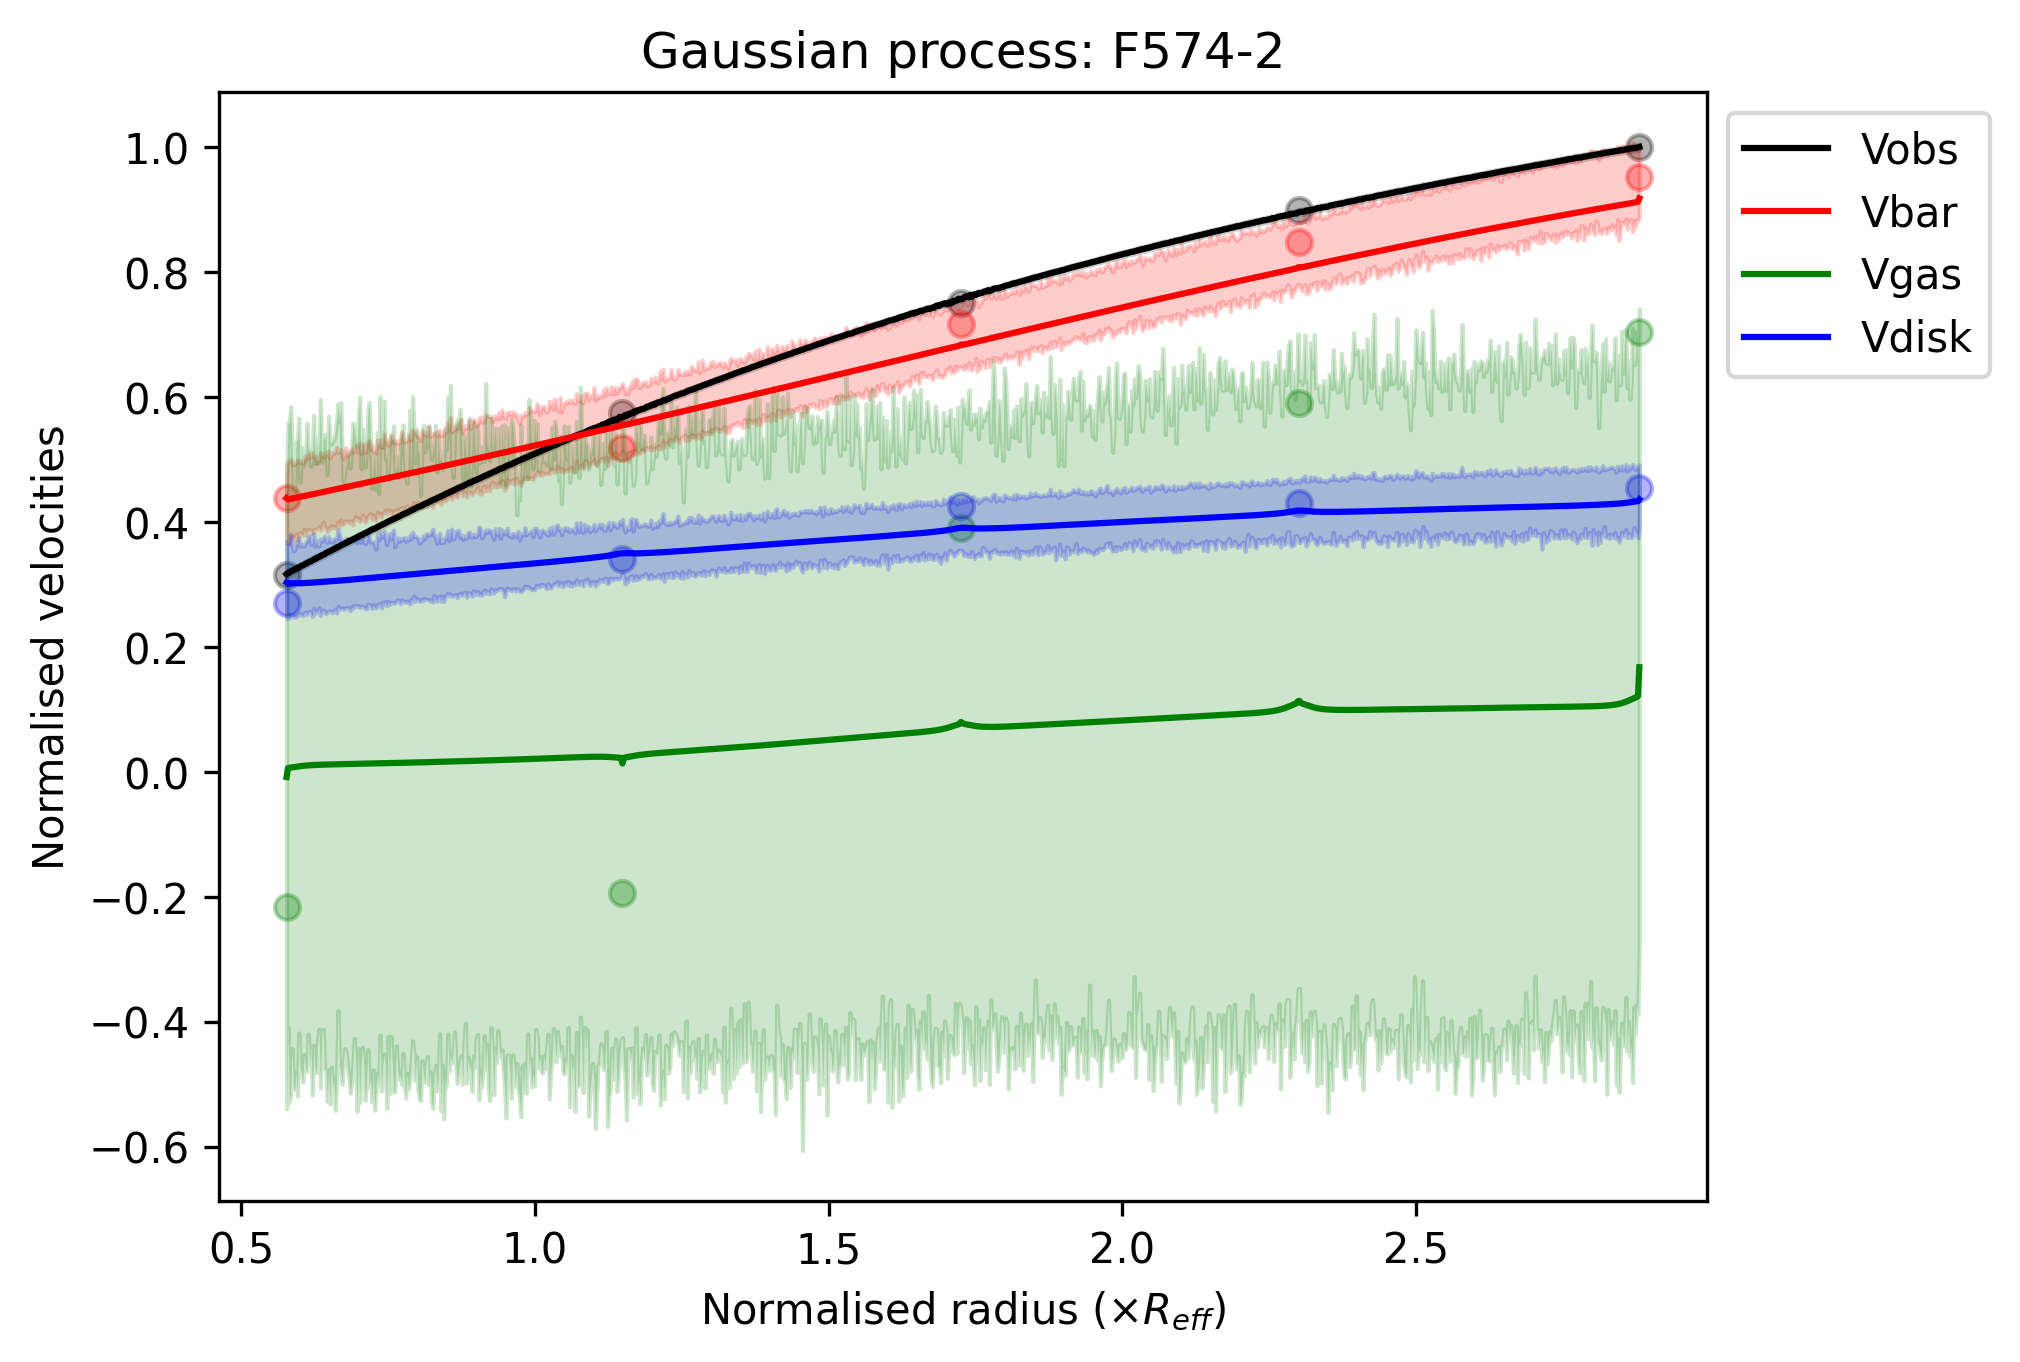 Gaussian process: F574-2
Vobs
Vbar
Vgas
Vdisk
Normalised velocities
1.0
0.8
0.6
0.4
0.2
0.0
−0.2
−0.4
−0.6
0.5 1.0 1.5 2.0 2.5
Normalised radius (×R_eff)